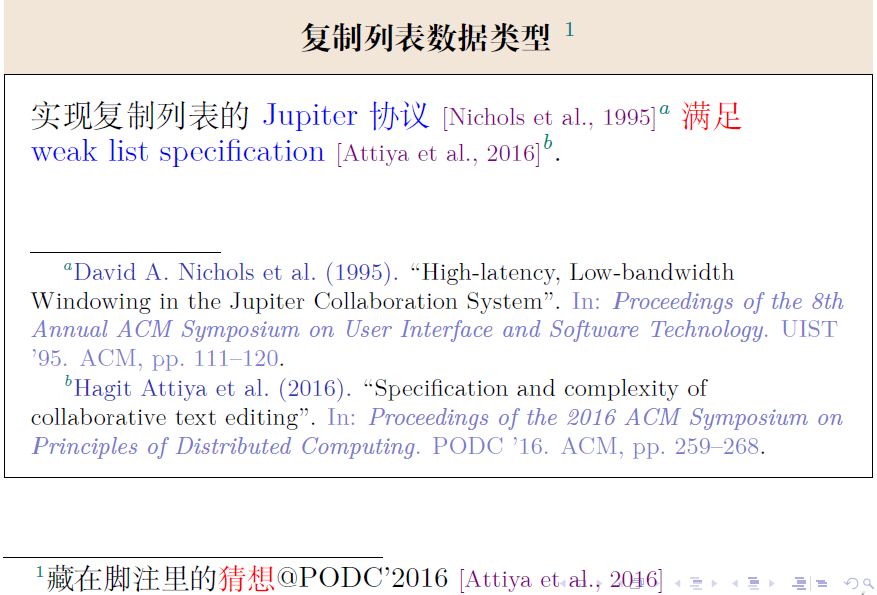 复制列表数据类型 1
实现复制列表的 Jupiter 协议 [Nichols et al., 1995]a 满足
weak list specification [Attiya et al., 2016]b.
aDavid A. Nichols et al. (1995). “High-latency, Low-bandwidth
Windowing in the Jupiter Collaboration System”. In: Proceedings of the 8th
Annual ACM Symposium on User Interface and Software Technology. UIST
’95. ACM, pp. 111–120.
bHagit Attiya et al. (2016). “Specification and complexity of
collaborative text editing”. In: Proceedings of the 2016 ACM Symposium on
Principles of Distributed Computing. PODC ’16. ACM, pp. 259–268.
1藏在脚注里的猜想@PODC’2016 [Attiya et al., 2016]